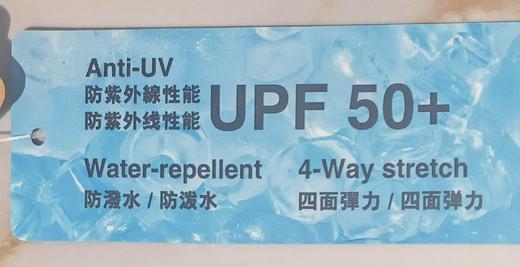 Anti-UV
防紫外線性能
防紫外线性能
UPF 50+
Water-repellent
防潑水 / 防泼水
4-Way stretch
四面彈力 / 四面弹力